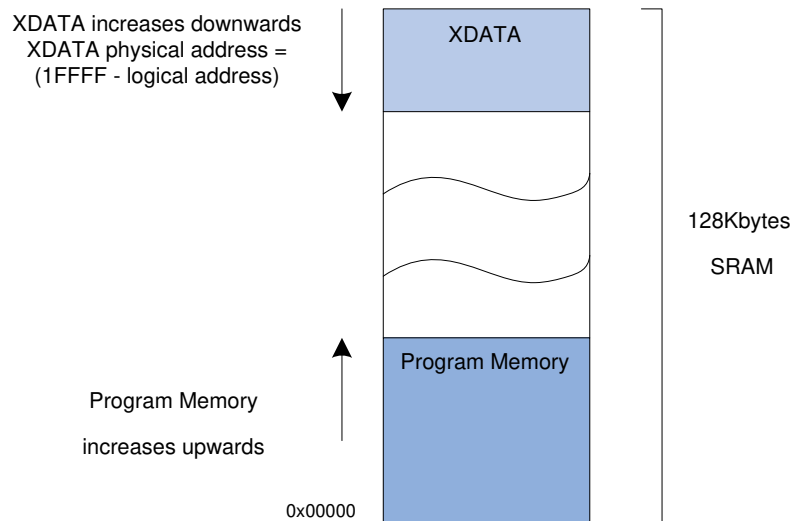 XDATA increases downwards
XDATA physical address =
(1FFFF - logical address)
XDATA
128Kbytes
SRAM
Program Memory
Program Memory
increases upwards
0x00000